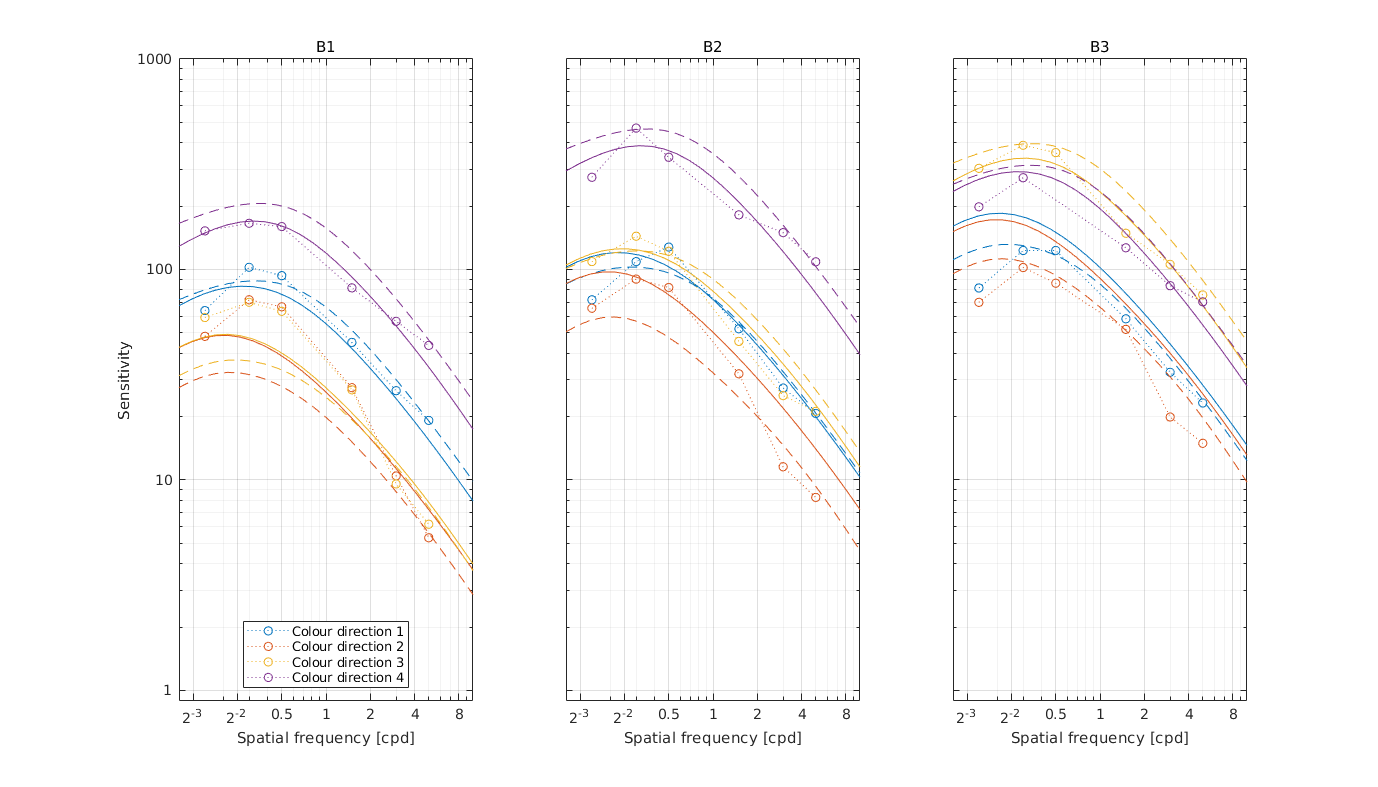 B1
B2
B3
1000
100
10
1
Sensitivity
Colour direction 1
Colour direction 2
Colour direction 3
Colour direction 4
2-3 2-2 0.5 1 2 4 8
2-3 2-2 0.5 1 2 4 8
2-3 2-2 0.5 1 2 4 8
Spatial frequency [cpd]
Spatial frequency [cpd]
Spatial frequency [cpd]